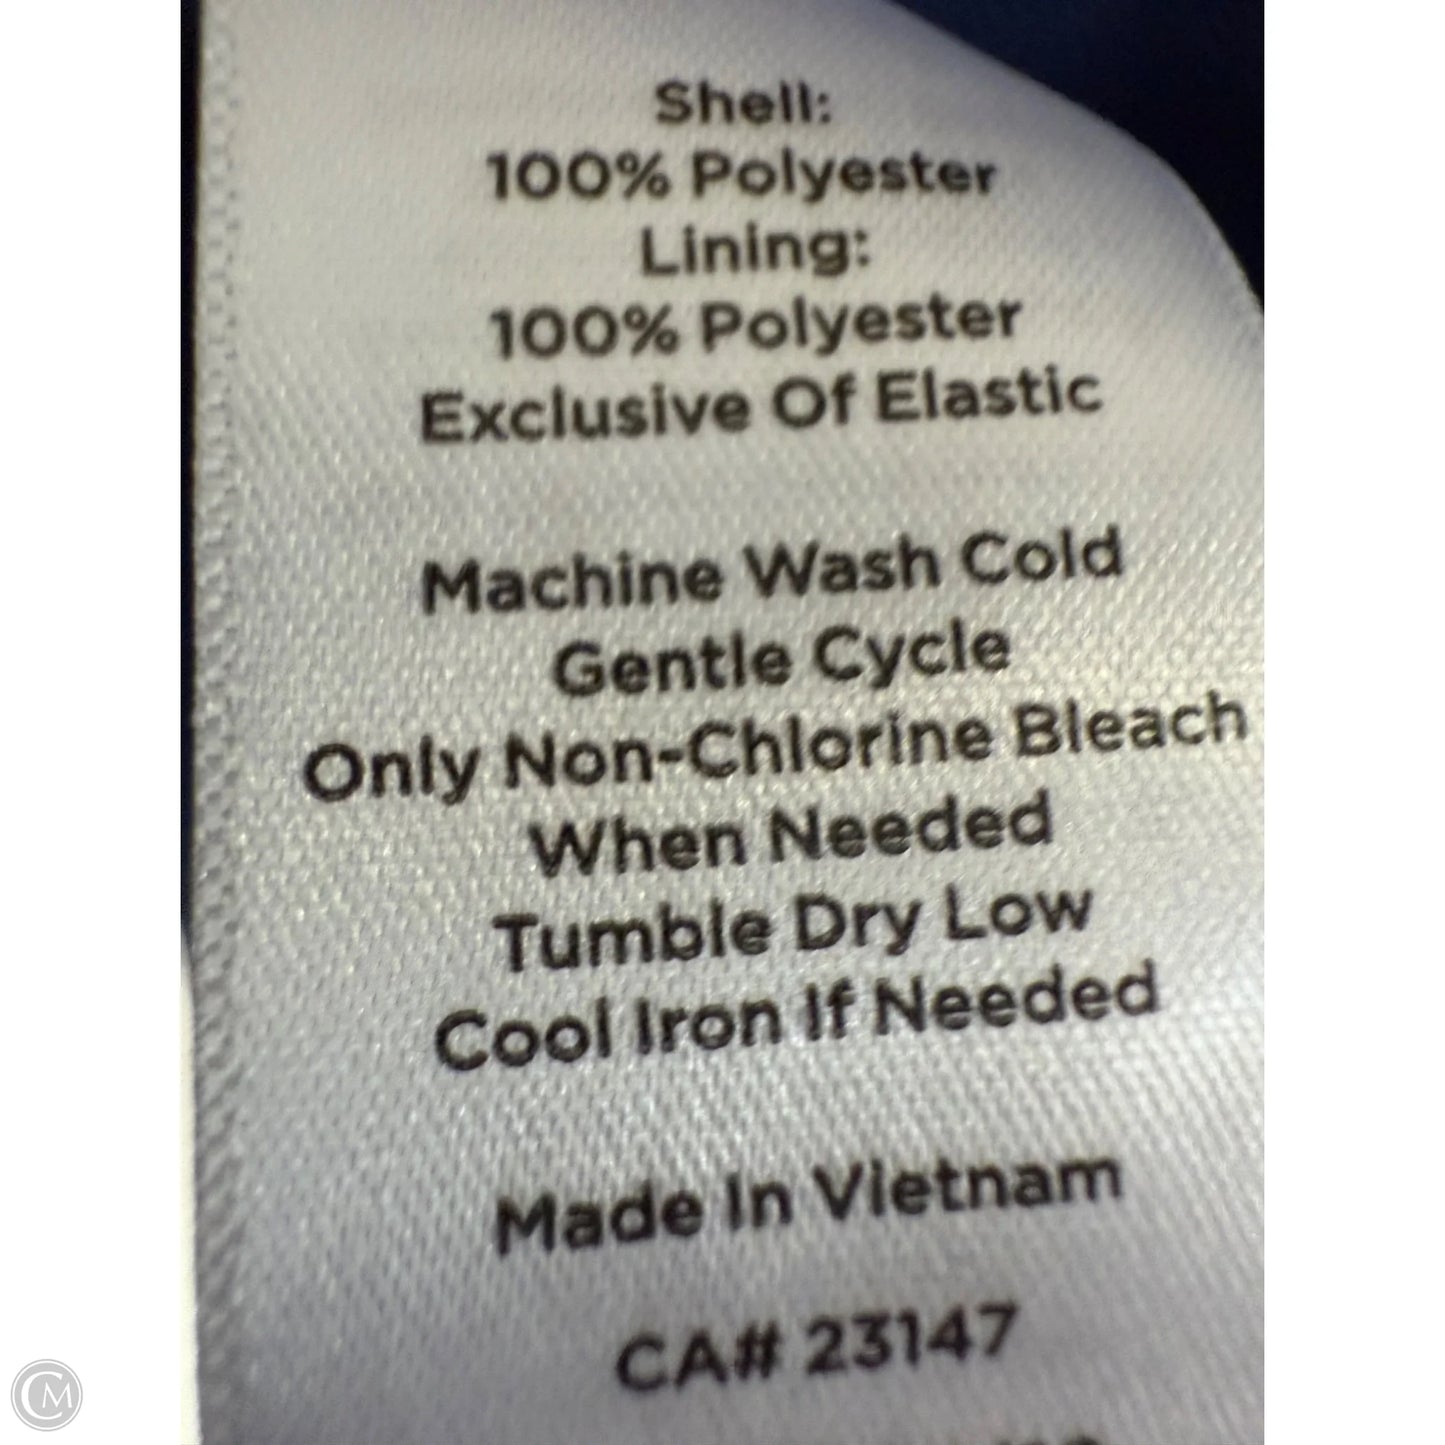 Shell:
100% Polyester
Lining:
100% Polyester
Exclusive Of Elastic
Machine Wash Cold
Gentle Cycle
Only Non-Chlorine Bleach
When Needed
Tumble Dry Low
Cool Iron If Needed
Made In Vietnam
CA# 23147
CM